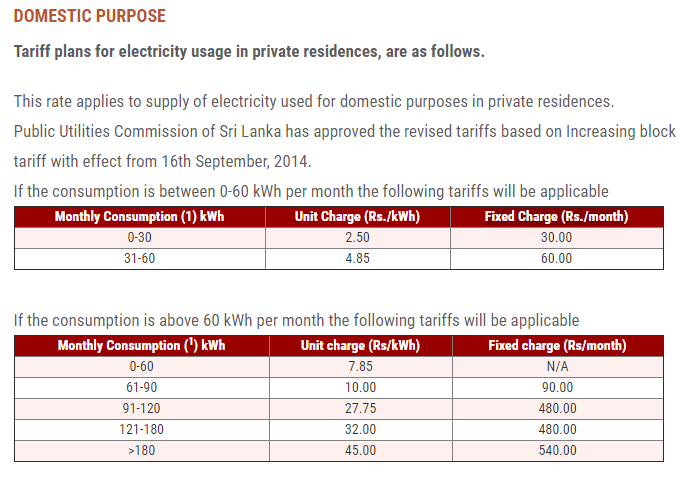 DOMESTIC PURPOSE
Tariff plans for electricity usage in private residences, are as follows.
This rate applies to supply of electricity used for domestic purposes in private residences.
Public Utilities Commission of Sri Lanka has approved the revised tariffs based on Increasing block
tariff with effect from 16th September, 2014.
If the consumption is between 0-60 kWh per month the following tariffs will be applicable
Monthly Consumption (1) kWh Unit Charge (Rs./kWh) Fixed Charge (Rs./month)
0-30 2.50 30.00
31-60 4.85 60.00
If the consumption is above 60 kWh per month the following tariffs will be applicable
Monthly Consumption (¹) kWh Unit charge (Rs/kWh) Fixed charge (Rs/month)
0-60 7.85 N/A
61-90 10.00 90.00
91-120 27.75 480.00
121-180 32.00 480.00
>180 45.00 540.00